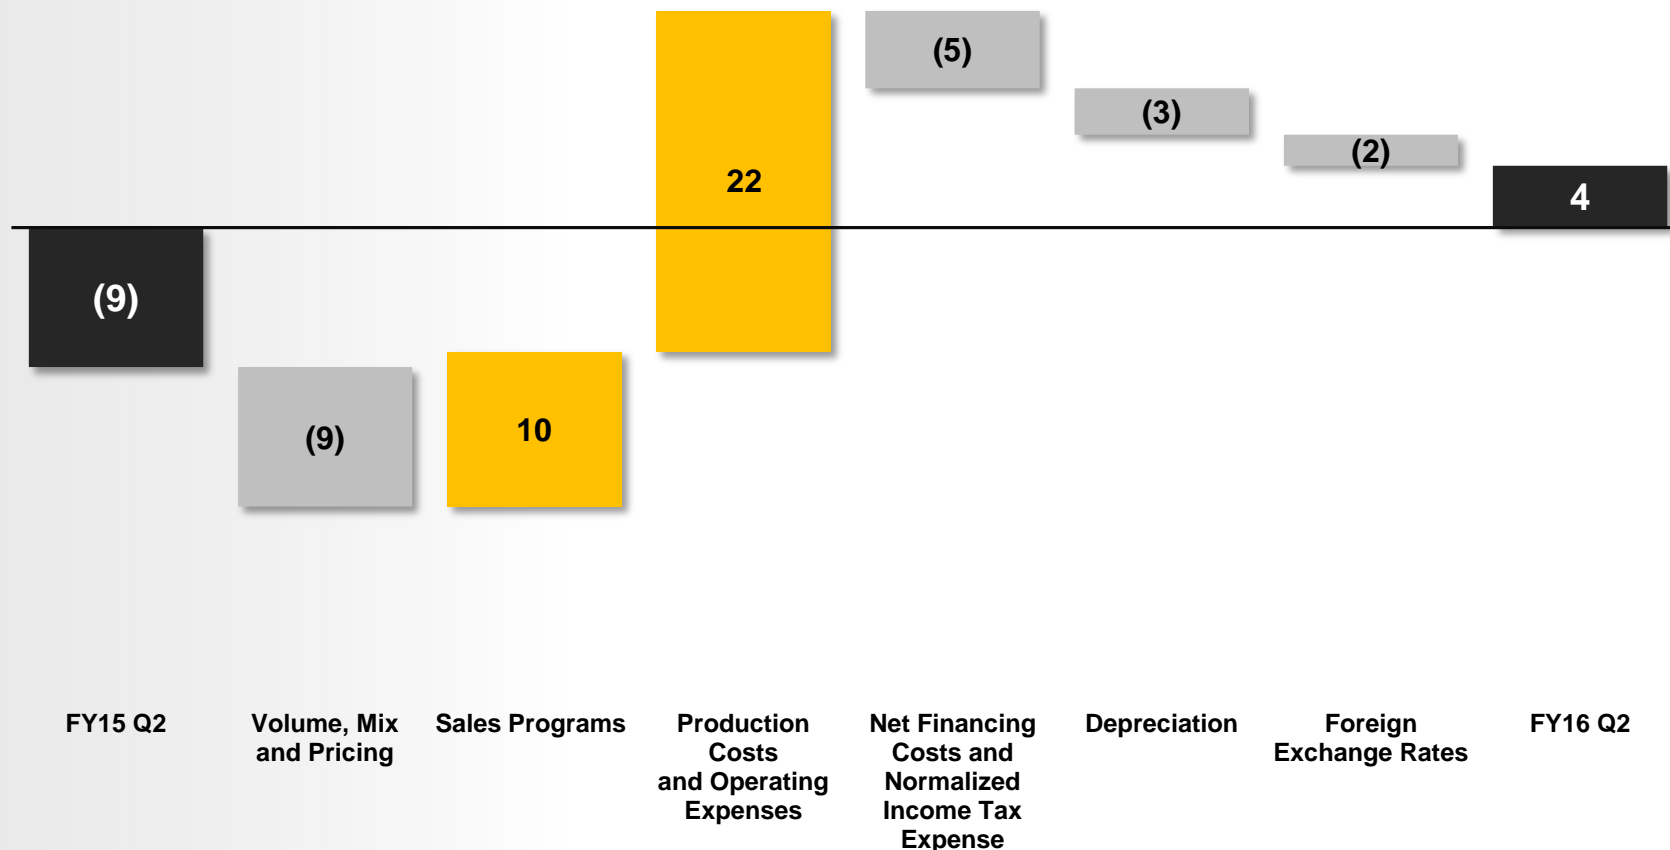 (5)
(3)
(2)
22
4
(9)
(9)
10
FY15 Q2
Volume, Mix
and Pricing
Sales Programs
Production
Costs
and Operating
Expenses
Net Financing
Costs and
Normalized
Income Tax
Expense
Depreciation
Foreign
Exchange Rates
FY16 Q2